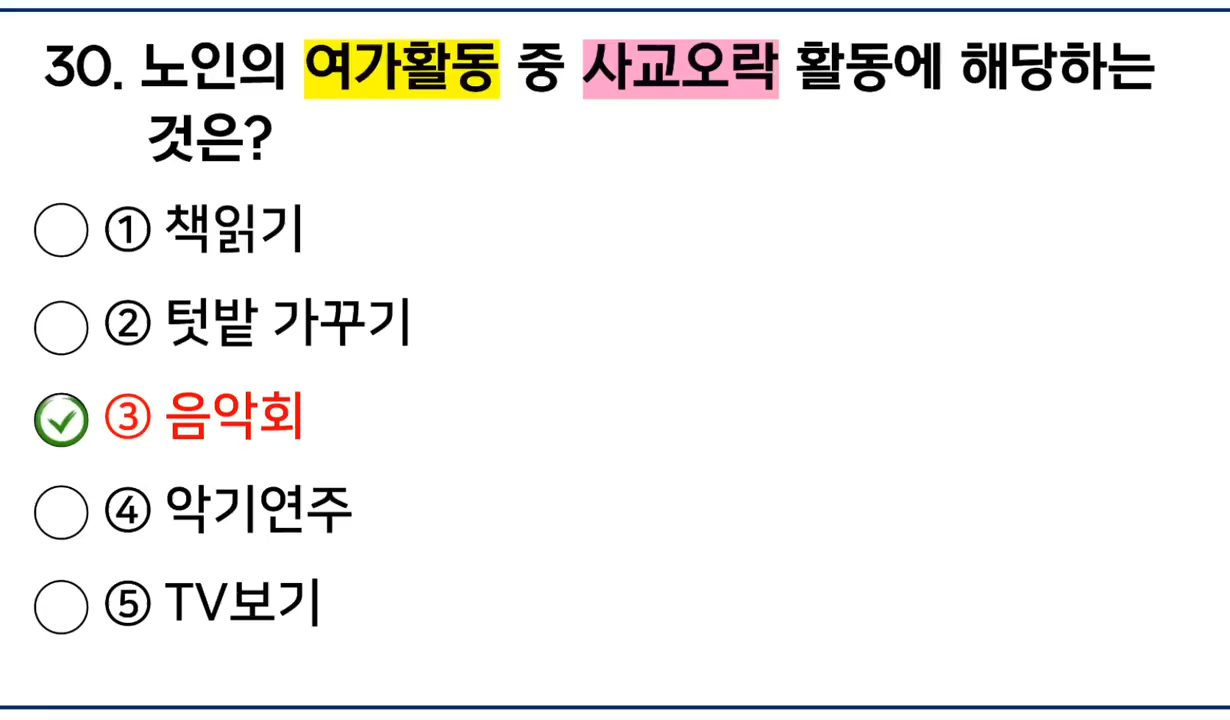 30. 노인의 여가활동 중 사교오락 활동에 해당하는
것은?
① 책읽기
② 텃밭 가꾸기
③ 음악회
④ 악기연주
⑤ TV보기